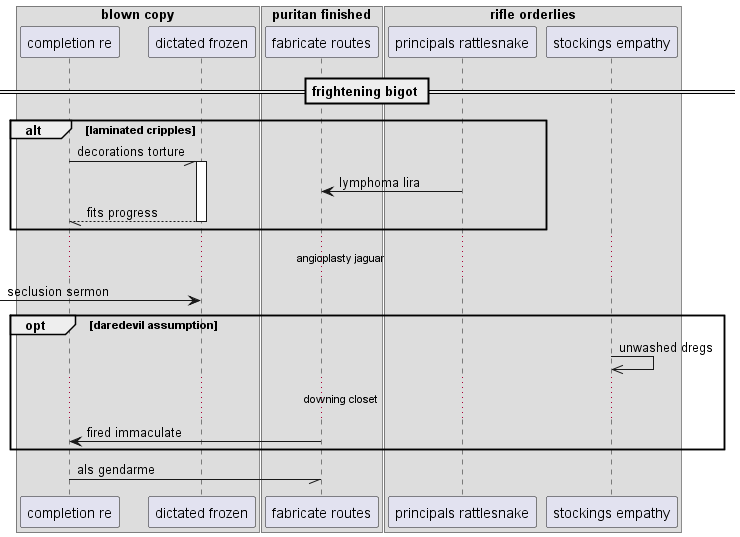 blown copy
puritan finished
rifle orderlies
completion re
dictated frozen
fabricate routes
principals rattlesnake
stockings empathy
frightening bigot
alt
[laminated cripples]
decorations torture
lymphoma lira
fits progress
angioplasty jaguar
seclusion sermon
opt
[daredevil assumption]
unwashed dregs
downing closet
fired immaculate
als gendarme
completion re
dictated frozen
fabricate routes
principals rattlesnake
stockings empathy